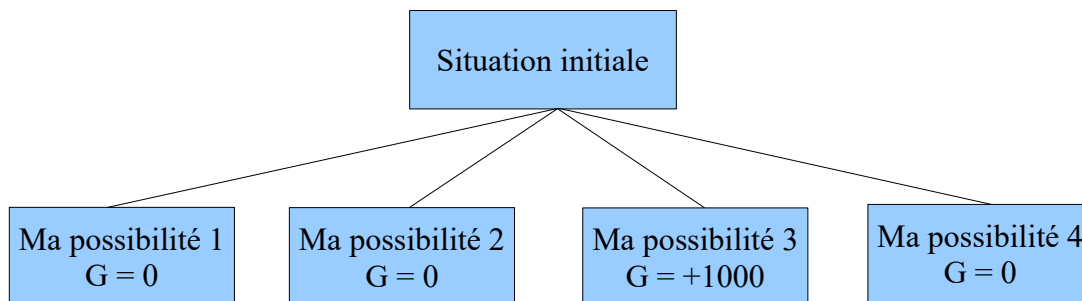 Situation initiale
Ma possibilité 1
G = 0
Ma possibilité 2
G = 0
Ma possibilité 3
G = +1000
Ma possibilité 4
G = 0